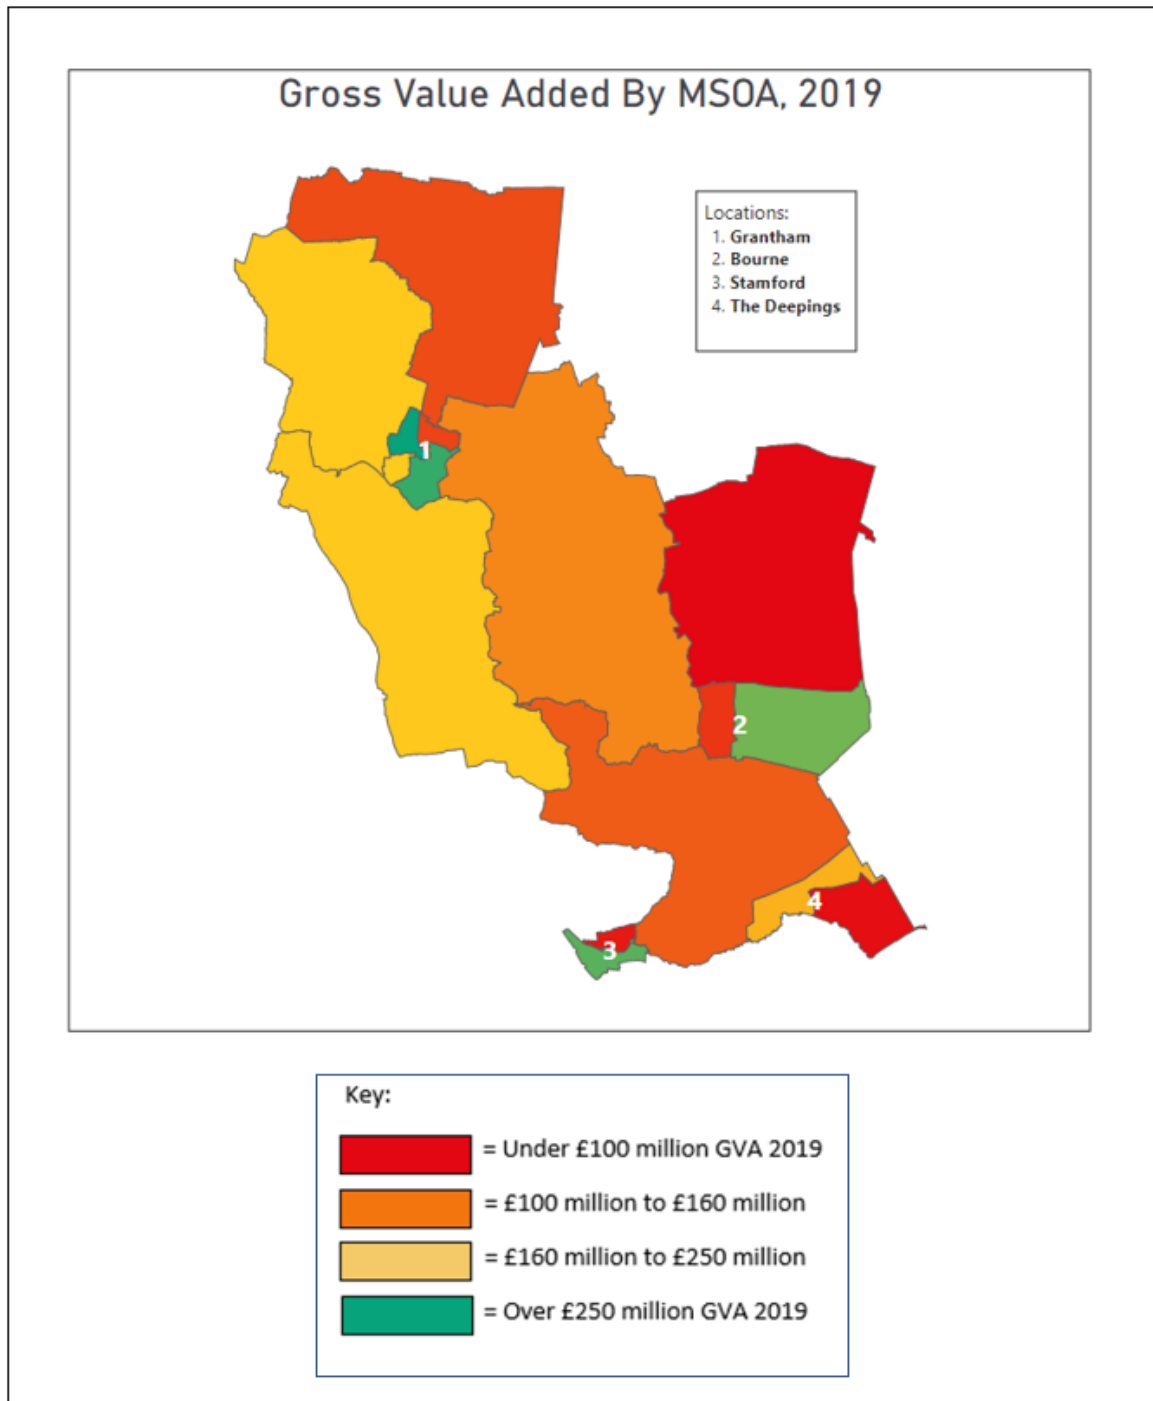 Gross Value Added By MSOA, 2019
Locations:
1. Grantham
2. Bourne
3. Stamford
4. The Deepings
1
2
4
3
Key:
= Under £100 million GVA 2019
= £100 million to £160 million
= £160 million to £250 million
= Over £250 million GVA 2019